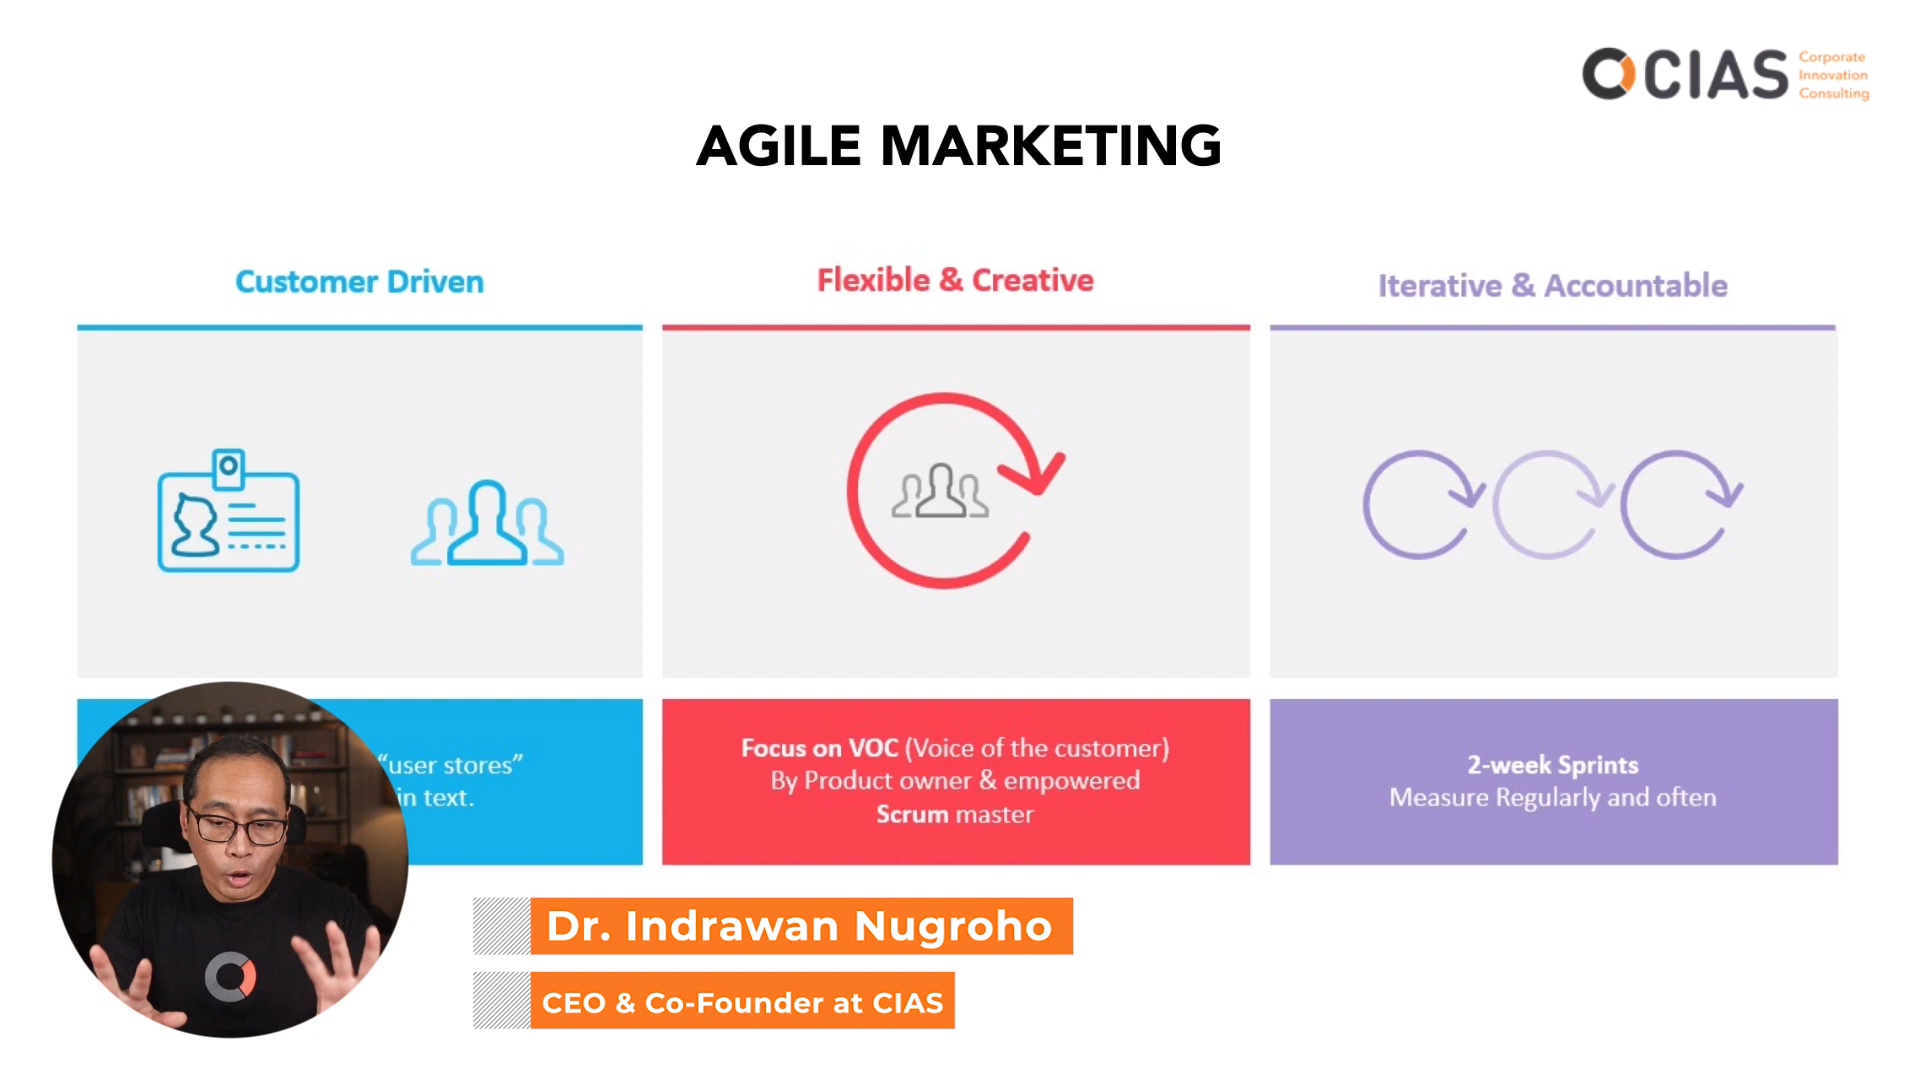 CIAS
Corporate
Innovation
Consulting
AGILE MARKETING
Customer Driven
“user stores”
in text.
Flexible & Creative
Focus on VOC (Voice of the customer)
By Product owner & empowered
Scrum master
Iterative & Accountable
2-week Sprints
Measure Regularly and often
Dr. Indrawan Nugroho
CEO & Co-Founder at CIAS